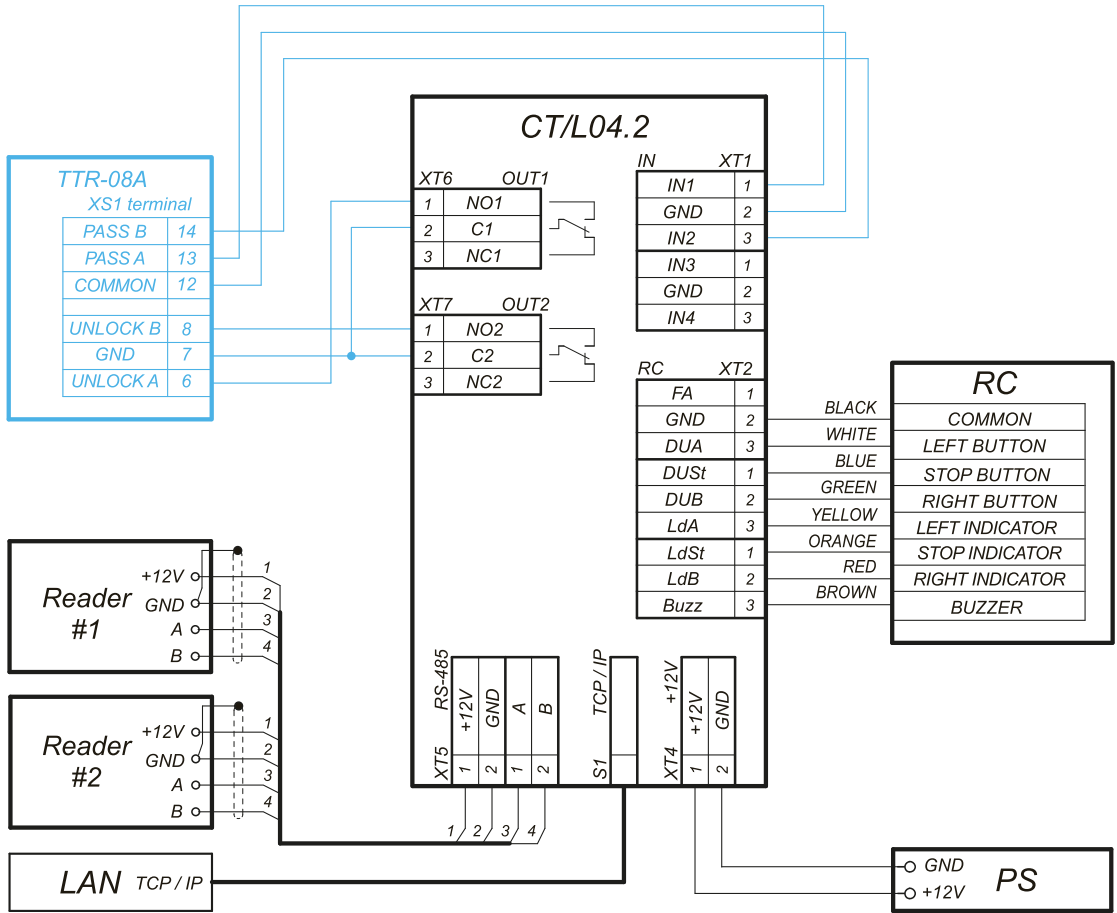 CT/L04.2
TTR-08A
XS1 terminal
PASS B 14
PASS A 13
COMMON 12
UNLOCK B 8
GND 7
UNLOCK A 6
XT6 OUT1
1 NO1
2 C1
3 NC1
XT7 OUT2
1 NO2
2 C2
3 NC2
IN XT1
IN1 1
GND 2
IN2 3
IN3 1
GND 2
IN4 3
RC XT2
FA 1
GND 2
DUA 3
DUSt 1
DUB 2
LdA 3
LdSt 1
LdB 2
Buzz 3
BLACK
WHITE
BLUE
GREEN
YELLOW
ORANGE
RED
BROWN
RC
COMMON
LEFT BUTTON
STOP BUTTON
RIGHT BUTTON
LEFT INDICATOR
STOP INDICATOR
RIGHT INDICATOR
BUZZER
Reader
#1
+12V 1
GND 2
A 3
B 4
Reader
#2
+12V 1
GND 2
A 3
B 4
XT5 RS-485
1 +12V
2 GND
1 A
2 B
1 2 3 4
S1 TCP / IP
XT4 +12V
1 +12V
2 GND
LAN TCP / IP
GND
+12V
PS